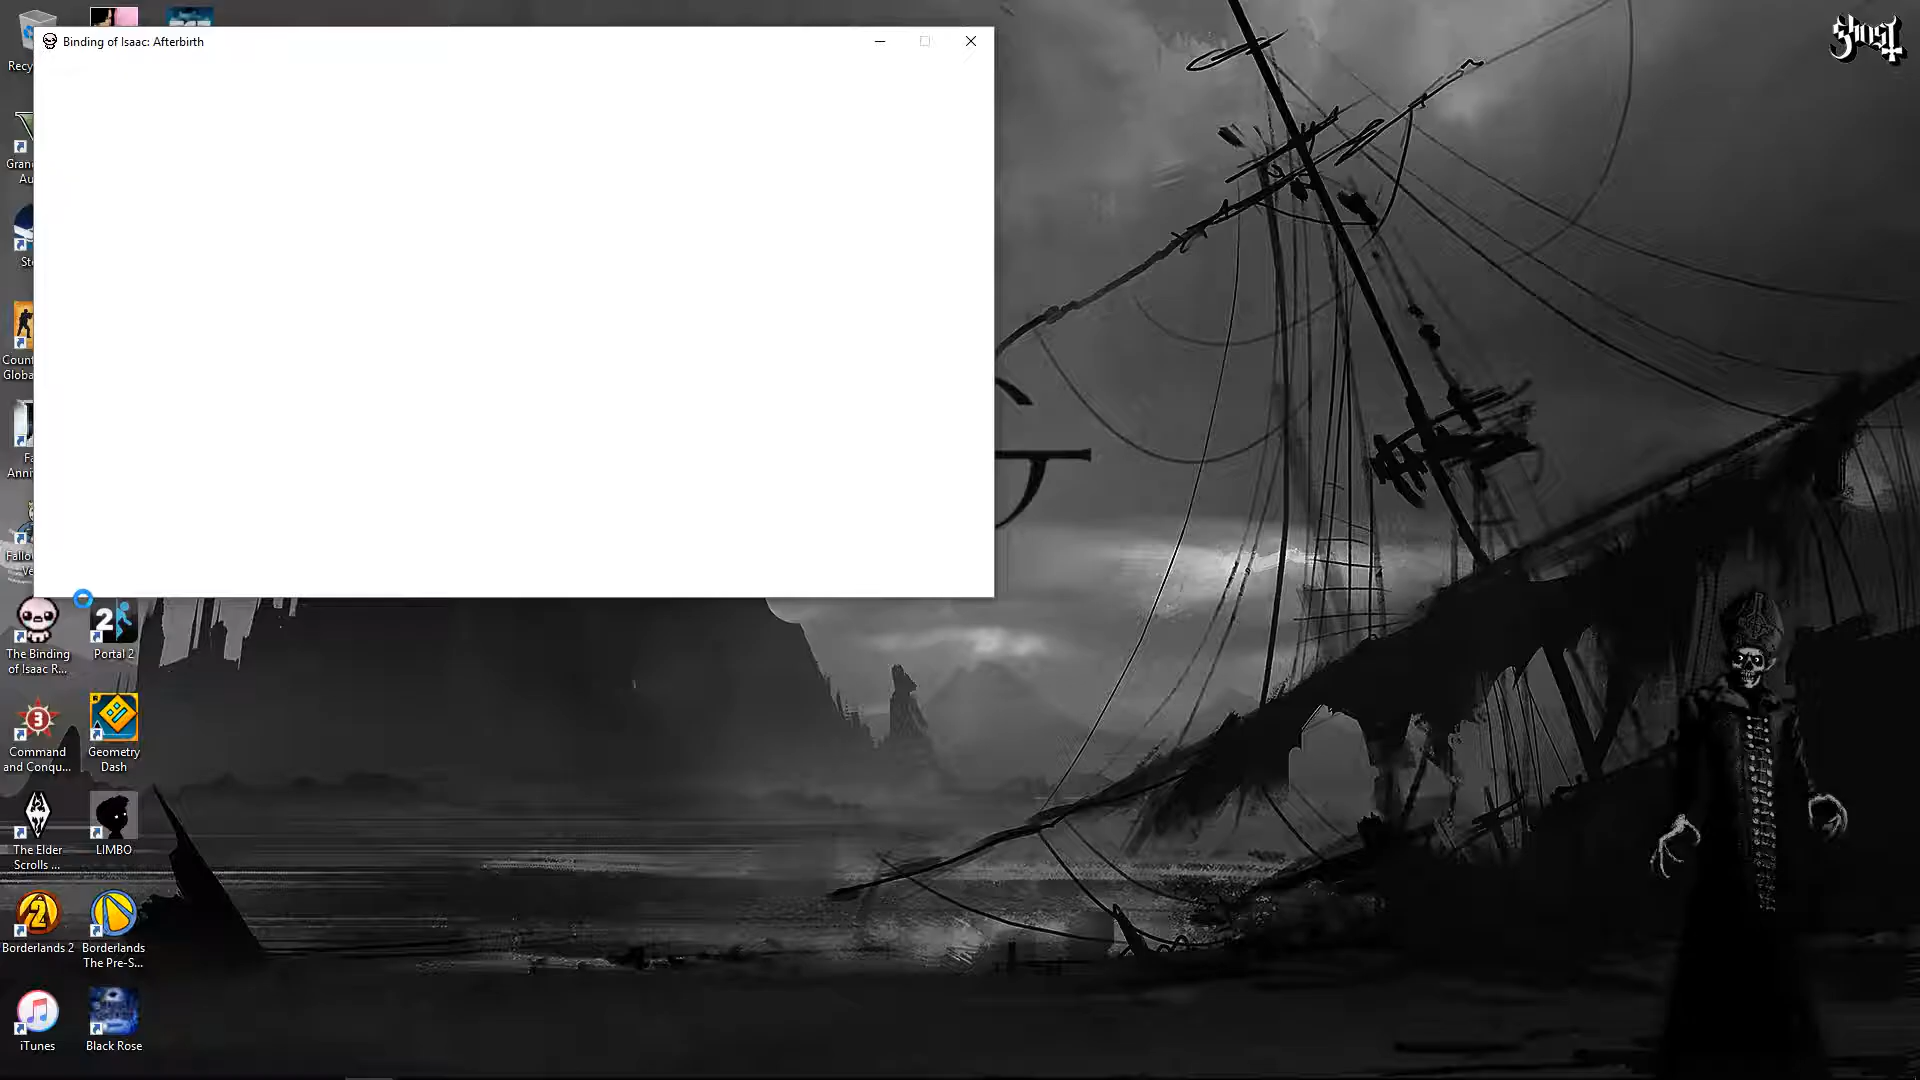 Binding of Isaac: Afterbirth
Ghost
The Binding
of Isaac R...
Portal 2
Command
and Conqu...
Geometry
Dash
The Elder
Scrolls ...
LIMBO
Borderlands 2
Borderlands
The Pre-S...
iTunes
Black Rose